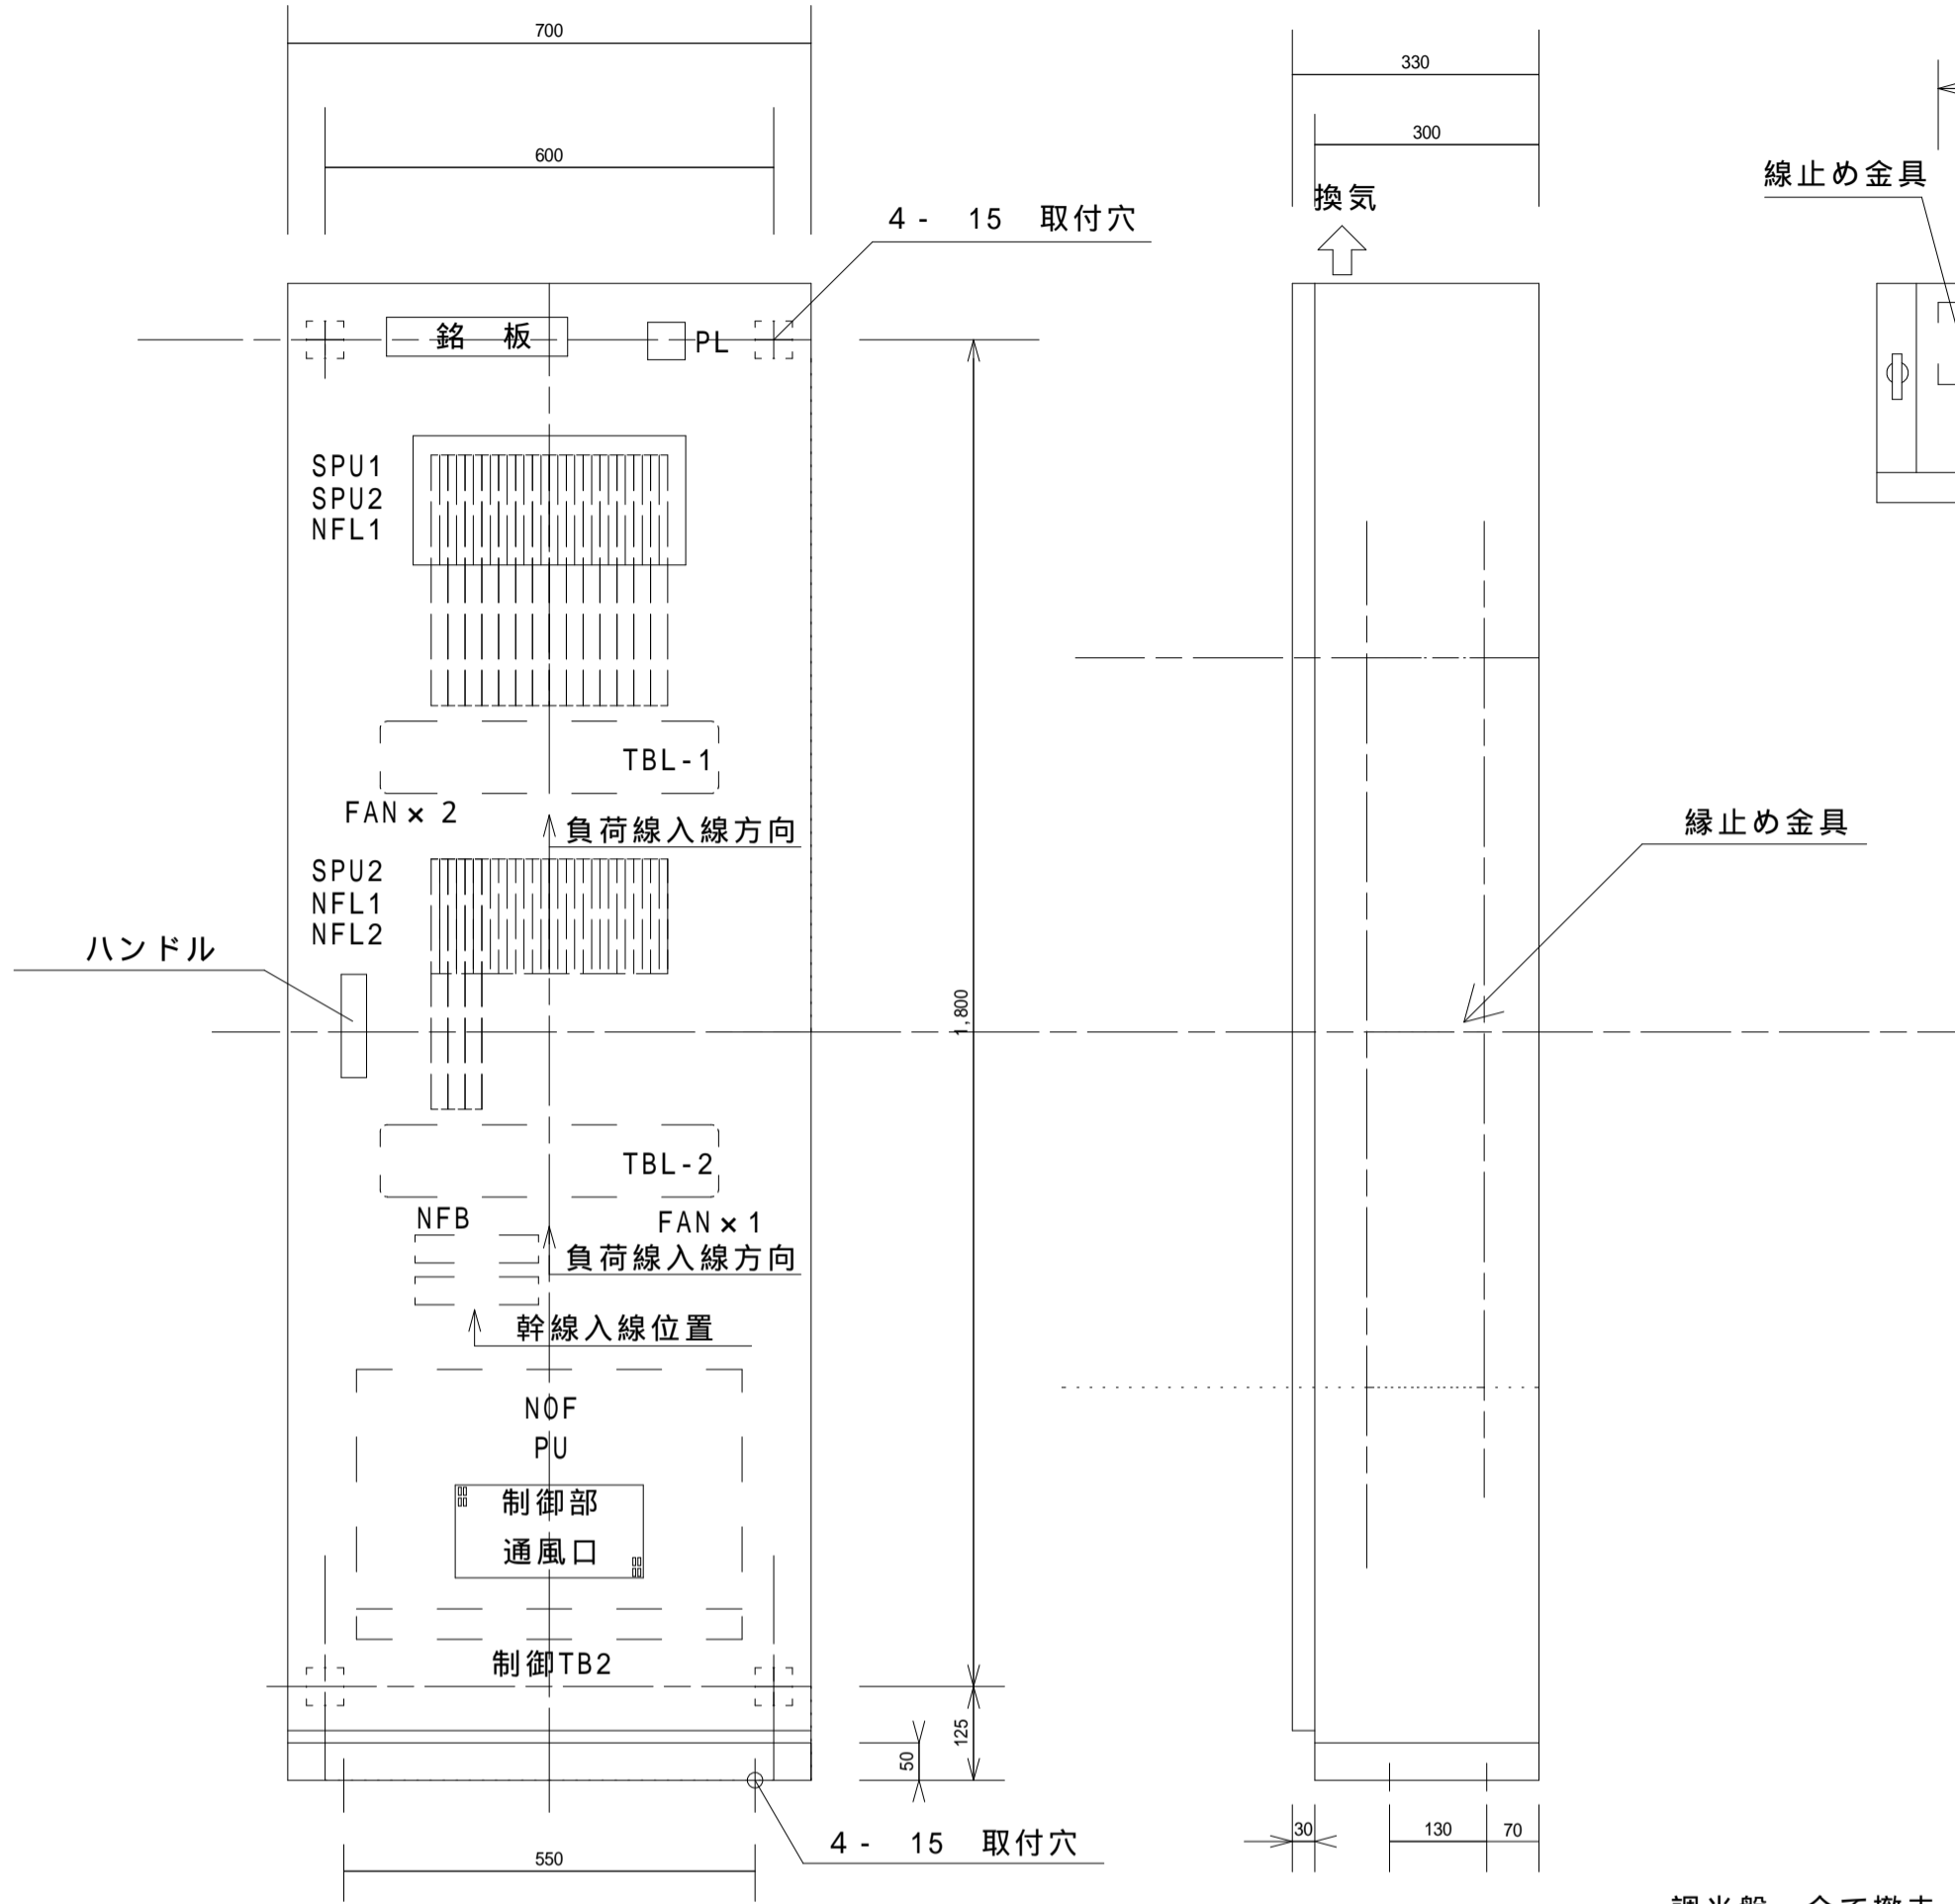 700
330
600
300
線止め金具
換気
4 - 15 取付穴
銘 板
PL
SPU1
SPU2
NFL1
TBL-1
FAN× 2
負荷線入線方向
縁止め金具
SPU2
NFL1
NFL2
ハンドル
1,800
TBL-2
NFB
FAN×1
負荷線入線方向
幹線入線位置
NOF
PU
制御部
通風口
制御TB2
125
50
30
130
70
4 - 15 取付穴
550